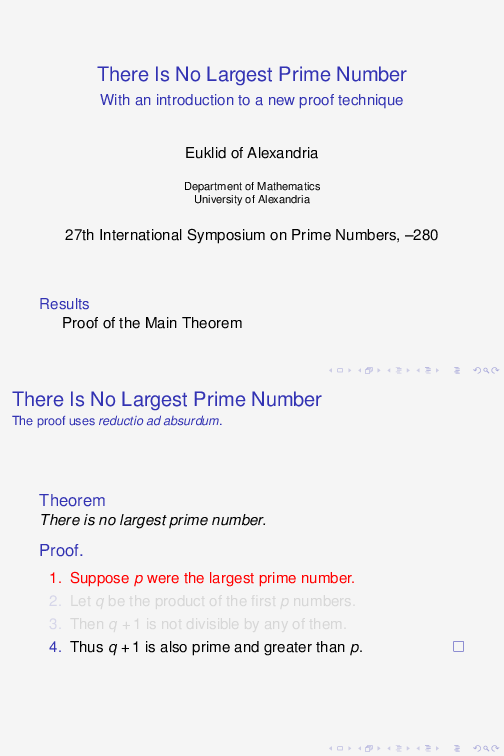 There Is No Largest Prime Number
With an introduction to a new proof technique
Euklid of Alexandria
Department of Mathematics
University of Alexandria
27th International Symposium on Prime Numbers, –280
Results
Proof of the Main Theorem
There Is No Largest Prime Number
The proof uses reductio ad absurdum.
Theorem
There is no largest prime number.
Proof.
1. Suppose p were the largest prime number.
2. Let q be the product of the first p numbers.
3. Then q + 1 is not divisible by any of them.
4. Thus q + 1 is also prime and greater than p.